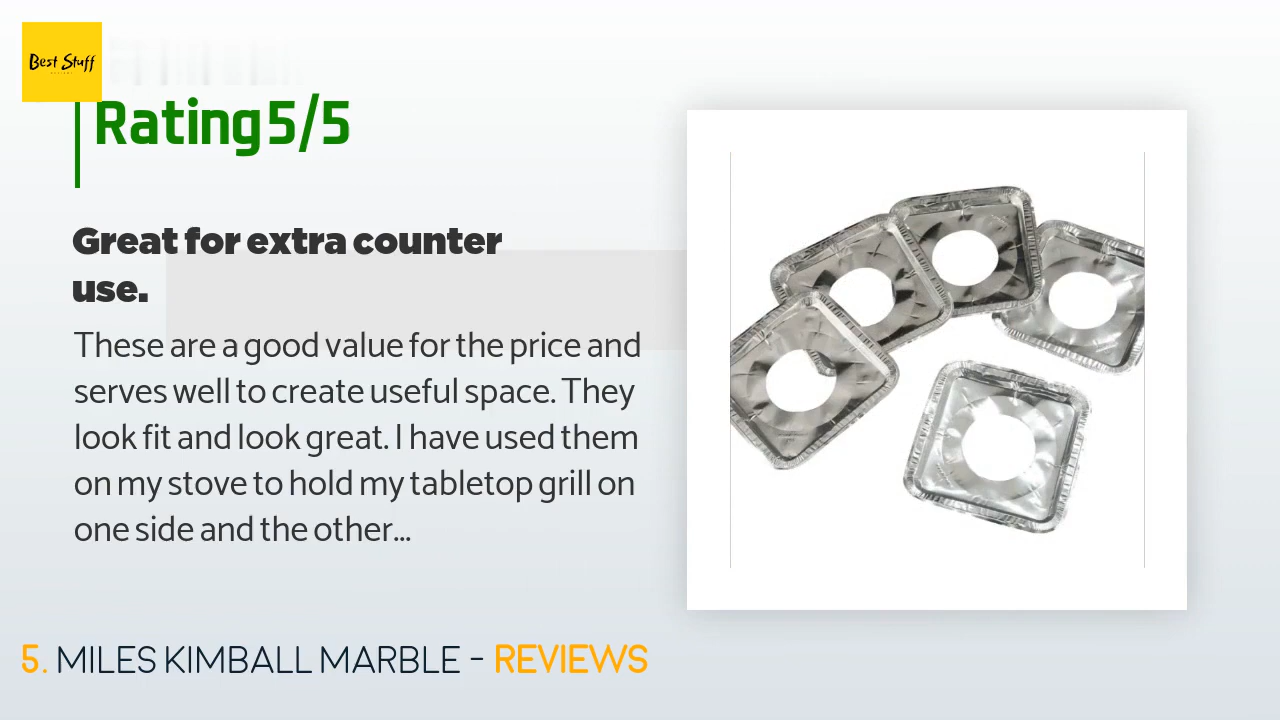 Best Stuff
Rating 5/5
Great for extra counter
use.
These are a good value for the price and
serves well to create useful space. They
look fit and look great. I have used them
on my stove to hold my tabletop grill on
one side and the other...
5. MILES KIMBALL MARBLE - REVIEWS